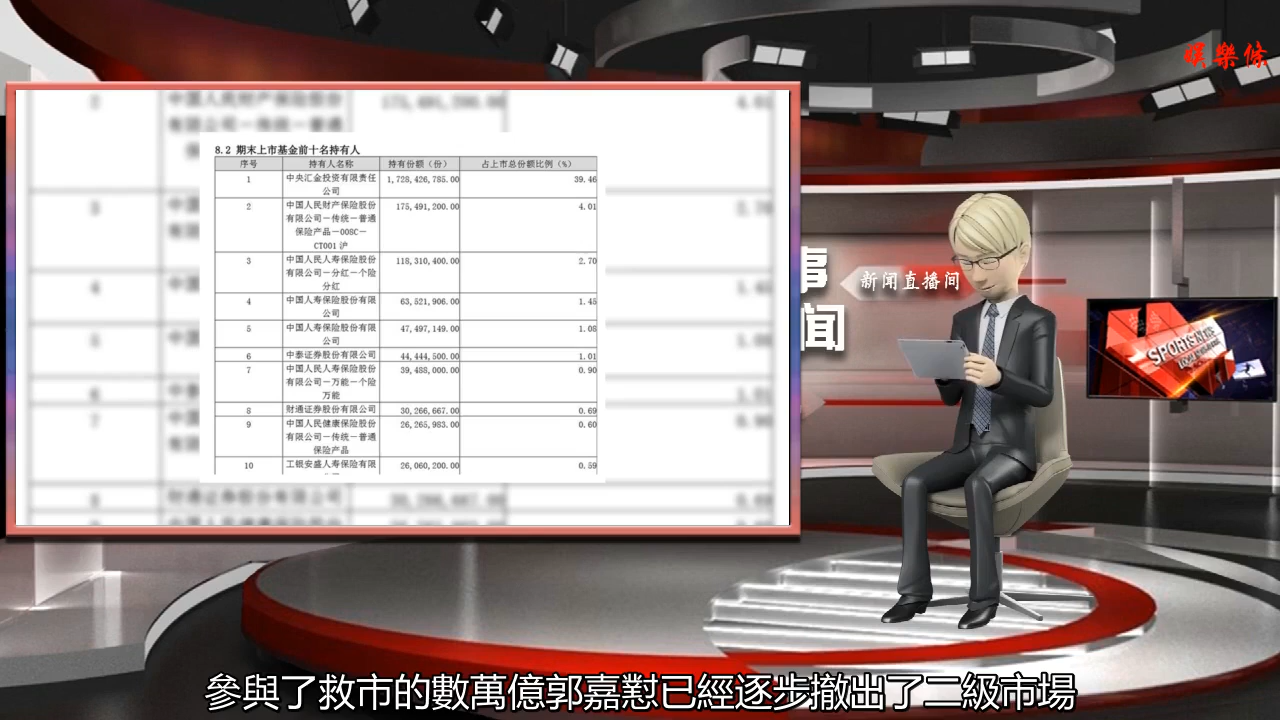 娱樂條
8.2 期末上市基金前十名持有人
序号 持有人名称 持有份额（份） 占上市总份额比例（%）
1 中央汇金投资有限责任 1,728,426,785.00 39.46
公司
2 中国人民财产保险股份 175,491,200.00 4.01
有限公司－传统－普通
保险产品－008C－
CT001 沪
3 中国人民人寿保险股份 118,310,400.00 2.70
有限公司－分红－个险
分红
4 中国人寿保险股份有限 63,521,906.00 1.45
公司
5 中国人寿保险股份有限 47,497,149.00 1.08
公司
6 中泰证券股份有限公司 44,444,500.00 1.01
7 中国人民人寿保险股份 39,488,000.00 0.90
有限公司－万能－个险
万能
8 财通证券股份有限公司 30,266,667.00 0.69
9 中国人民健康保险股份 26,265,983.00 0.60
有限公司－传统－普通
保险产品
10 工银安盛人寿保险有限 26,060,200.00 0.59
事
闻
新闻直播间
SPORTS
參與了救市的數萬億郭嘉懟已經逐步撤出了二級市場